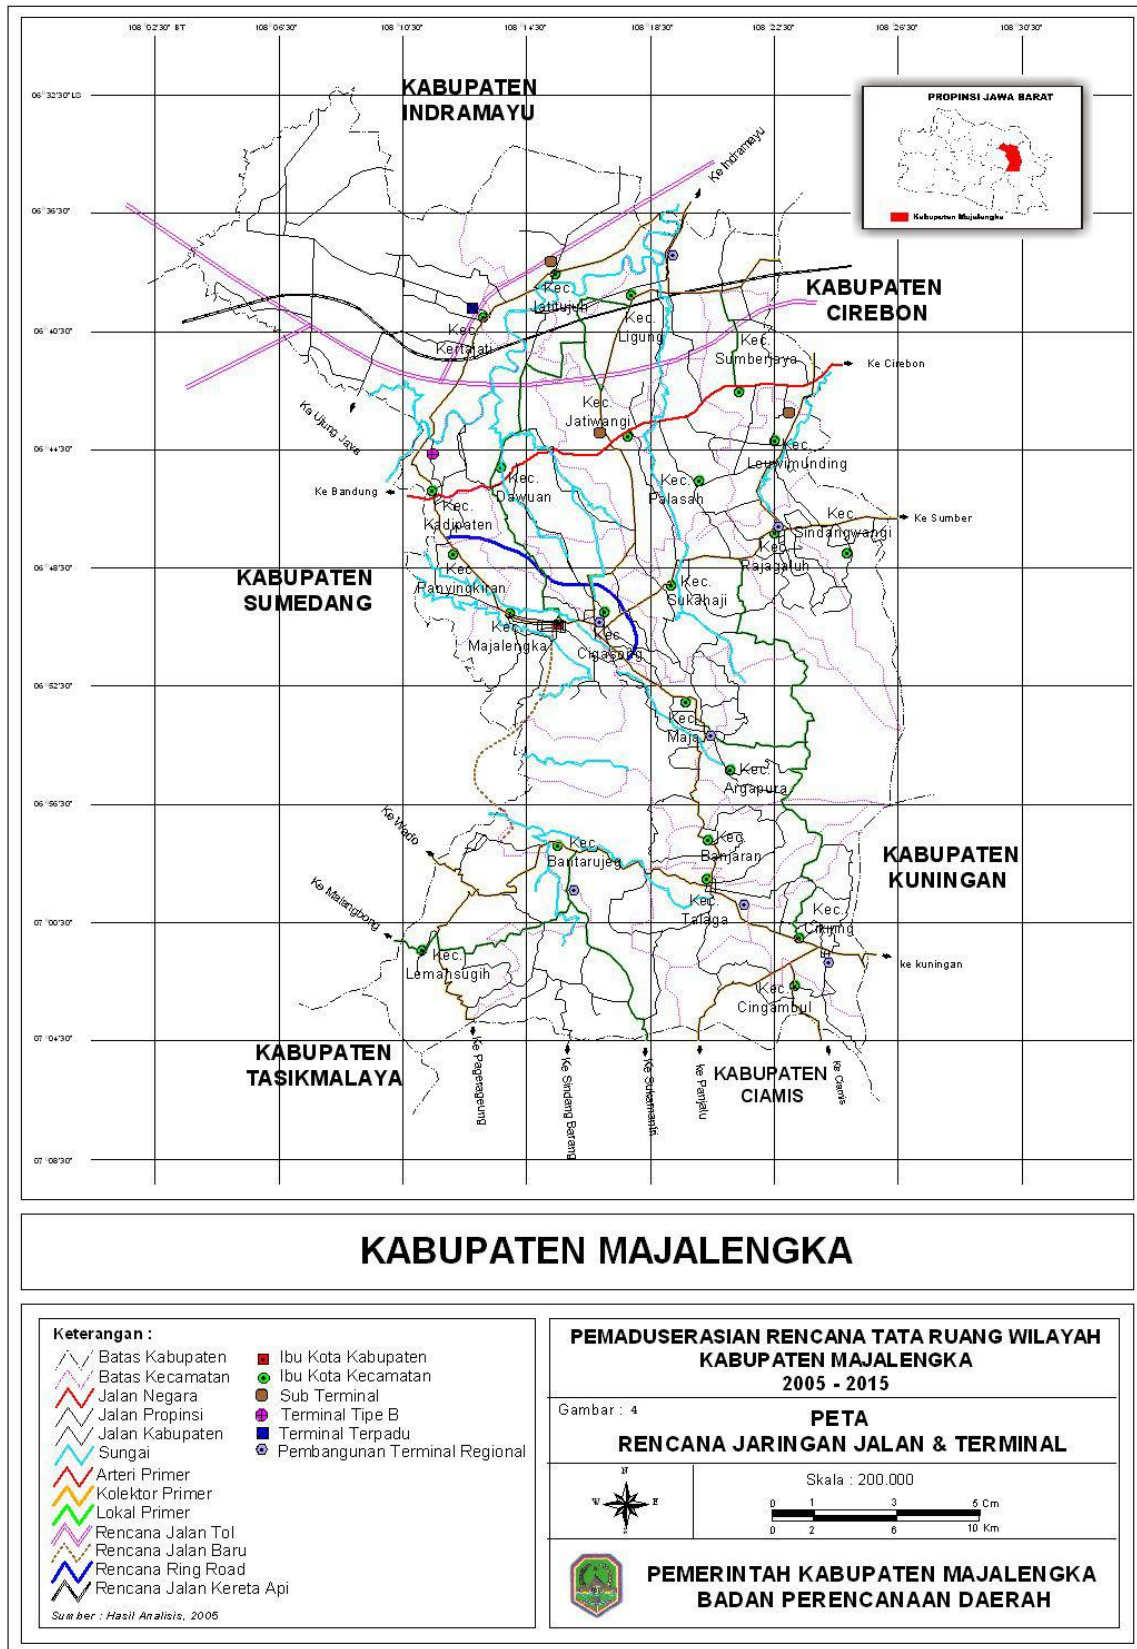 108 °02'30" BT
108 °06'30"
108 °10'30"
108 °14'30"
108 °18'30"
108 °22'30"
108 °26'30"
108 °30'30"
06 °32'30"LS
06 °36'30"
06 °40'30"
06 °44'30"
06 °48'30"
06 °52'30"
06 °56'30"
07 °00'30"
07 °04'30"
07 °08'30"
KABUPATEN
INDRAMAYU
PROPINSI JAWA BARAT
Kabupaten Majalengka
Ke Indramayu
KABUPATEN
CIREBON
Kec.
Jatitujuh
Kec.
Kertajati
Kec.
Ligung
Kec.
Sumberjaya
Ke Cirebon
Ke Ujung Jaya
Kec.
Jatiwangi
Kec.
Leuwimunding
Ke Bandung
Kec.
Dawuan
Kec.
Palasah
Kec.
Kadipaten
Kec.
Sindangwangi
Ke Sumber
Kec.
Rajagaluh
KABUPATEN
SUMEDANG
Kec.
Panyingkiran
Kec.
Sukahaji
Kec.
Majalengka
Kec.
Cigasong
Kec.
Maja
Kec.
Argapura
Ke Wado
Kec.
Bantarujeg
Kec.
Banjaran
KABUPATEN
KUNINGAN
Ke Malangbong
Kec.
Talaga
Kec.
Cikijing
Kec.
Lemahsugih
ke kuningan
Kec.
Cingambul
KABUPATEN
TASIKMALAYA
Ke Pagerageung
Ke Sindang Barang
Ke Sukamantri
ke Panjalu
KABUPATEN
CIAMIS
Ke Ciamis
KABUPATEN MAJALENGKA
Keterangan :
Batas Kabupaten
Batas Kecamatan
Jalan Negara
Jalan Propinsi
Jalan Kabupaten
Sungai
Arteri Primer
Kolektor Primer
Lokal Primer
Rencana Jalan Tol
Rencana Jalan Baru
Rencana Ring Road
Rencana Jalan Kereta Api
Ibu Kota Kabupaten
Ibu Kota Kecamatan
Sub Terminal
Terminal Tipe B
Terminal Terpadu
Pembangunan Terminal Regional
Sumber : Hasil Analisis, 2005
PEMADUSERASIAN RENCANA TATA RUANG WILAYAH
KABUPATEN MAJALENGKA
2005 - 2015
Gambar : 4
PETA
RENCANA JARINGAN JALAN & TERMINAL
N
W E
S
Skala : 200.000
0 1 3 5 Cm
0 2 6 10 Km
PEMERINTAH KABUPATEN MAJALENGKA
BADAN PERENCANAAN DAERAH